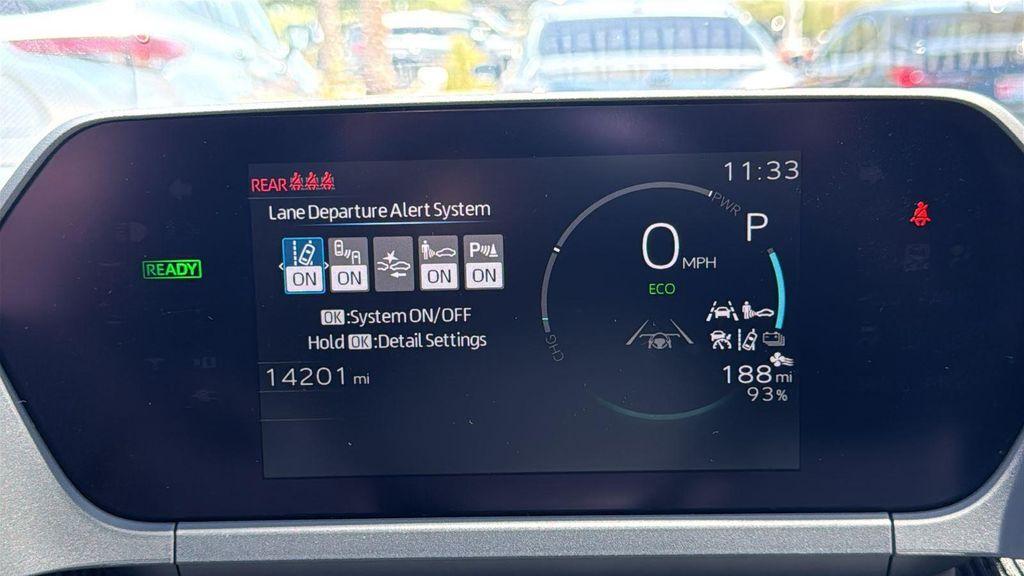 11:33
REAR
Lane Departure Alert System
PWR
P
0 MPH
READY
ON ON ON P ON
ECO
OK :System ON/OFF
Hold OK :Detail Settings
CHG
14201 mi
188 mi
93%